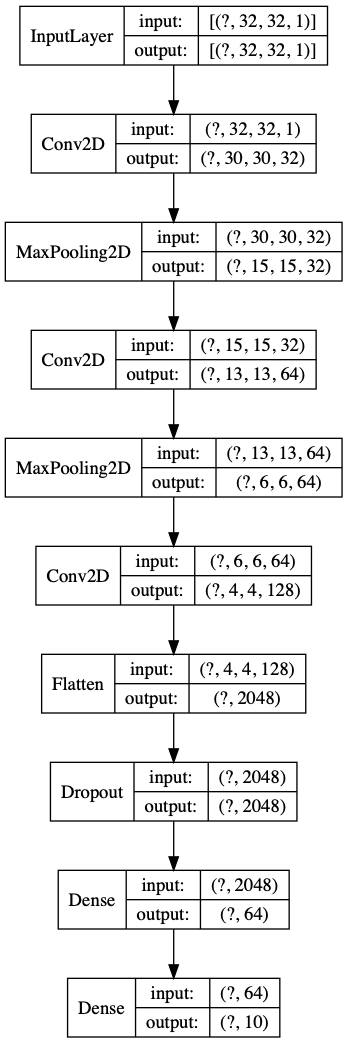 InputLayer
input: [(?, 32, 32, 1)]
output: [(?, 32, 32, 1)]
Conv2D
input: (?, 32, 32, 1)
output: (?, 30, 30, 32)
MaxPooling2D
input: (?, 30, 30, 32)
output: (?, 15, 15, 32)
Conv2D
input: (?, 15, 15, 32)
output: (?, 13, 13, 64)
MaxPooling2D
input: (?, 13, 13, 64)
output: (?, 6, 6, 64)
Conv2D
input: (?, 6, 6, 64)
output: (?, 4, 4, 128)
Flatten
input: (?, 4, 4, 128)
output: (?, 2048)
Dropout
input: (?, 2048)
output: (?, 2048)
Dense
input: (?, 2048)
output: (?, 64)
Dense
input: (?, 64)
output: (?, 10)